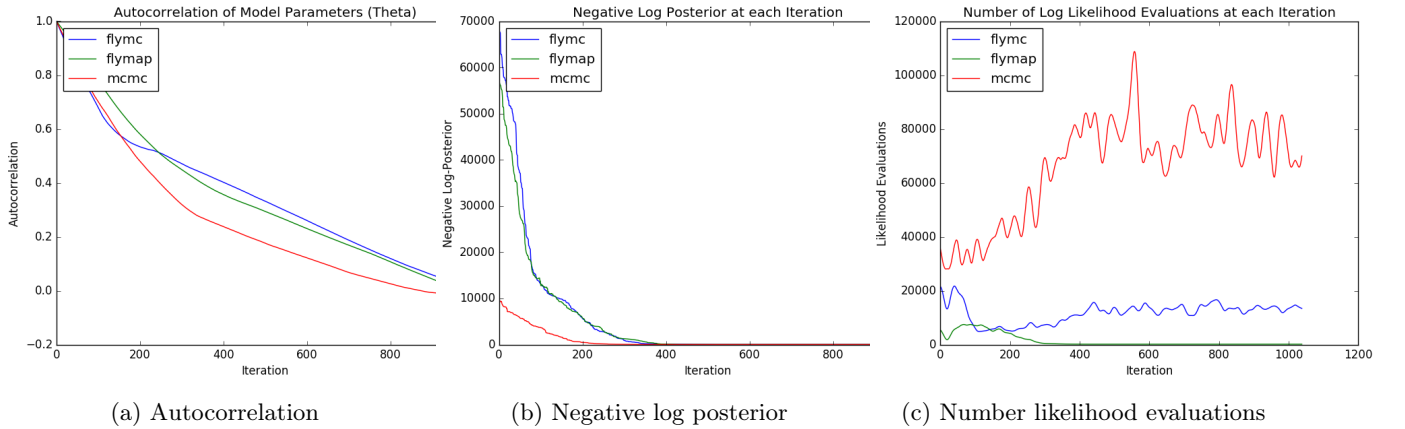 Autocorrelation of Model Parameters (Theta)
1.0
0.8
0.6
0.4
0.2
0.0
−0.2
Autocorrelation
flymc
flymap
mcmc
0
200
400
600
800
Iteration
(a) Autocorrelation
Negative Log Posterior at each Iteration
70000
60000
50000
40000
30000
20000
10000
0
Negative Log-Posterior
flymc
flymap
mcmc
0
200
400
600
800
Iteration
(b) Negative log posterior
Number of Log Likelihood Evaluations at each Iteration
120000
100000
80000
60000
40000
20000
0
Likelihood Evaluations
flymc
flymap
mcmc
0
200
400
600
800
1000
1200
Iteration
(c) Number likelihood evaluations